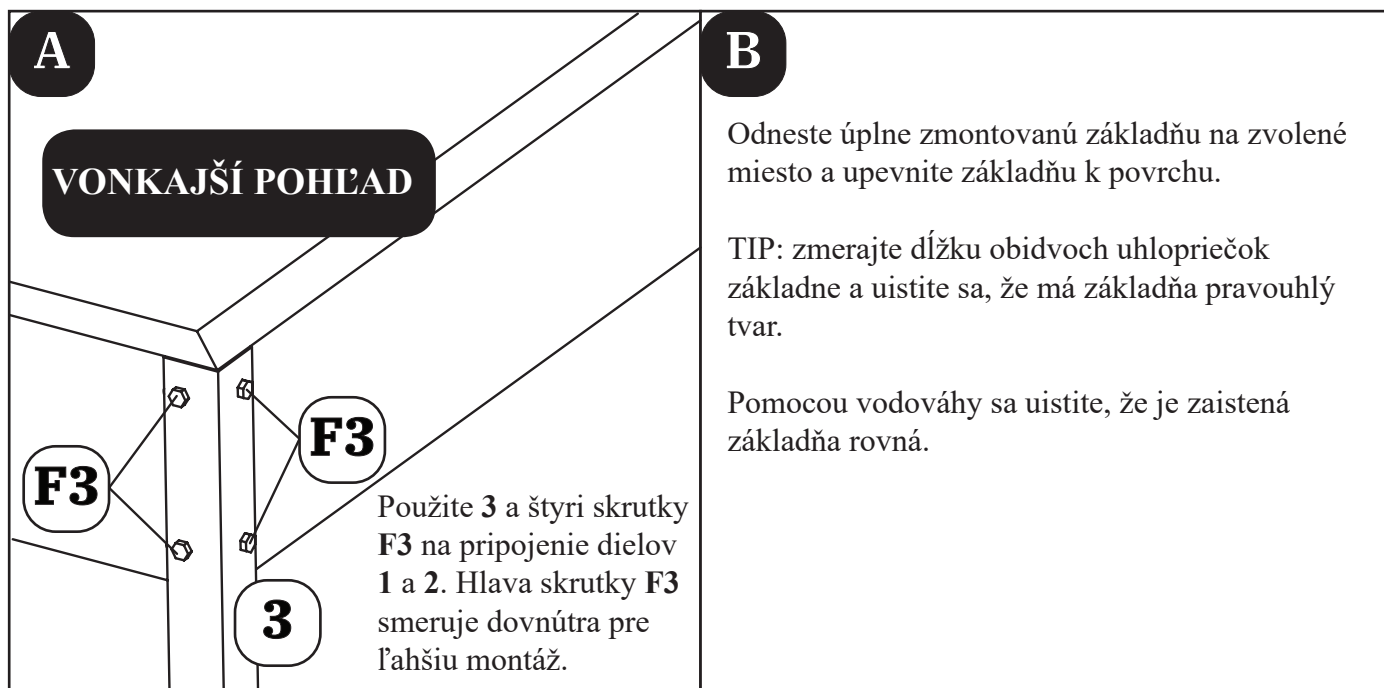 A
VONKAJŠÍ POHĽAD
F3
F3
3
Použite 3 a štyri skrutky
F3 na pripojenie dielov
1 a 2. Hlava skrutky F3
smeruje dovnútra pre
ľahšiu montáž.
B
Odneste úplne zmontovanú základňu na zvolené
miesto a upevnite základňu k povrchu.
TIP: zmerajte dĺžku obidvoch uhlopriečok
základne a uistite sa, že má základňa pravouhlý
tvar.
Pomocou vodováhy sa uistite, že je zaistená
základňa rovná.